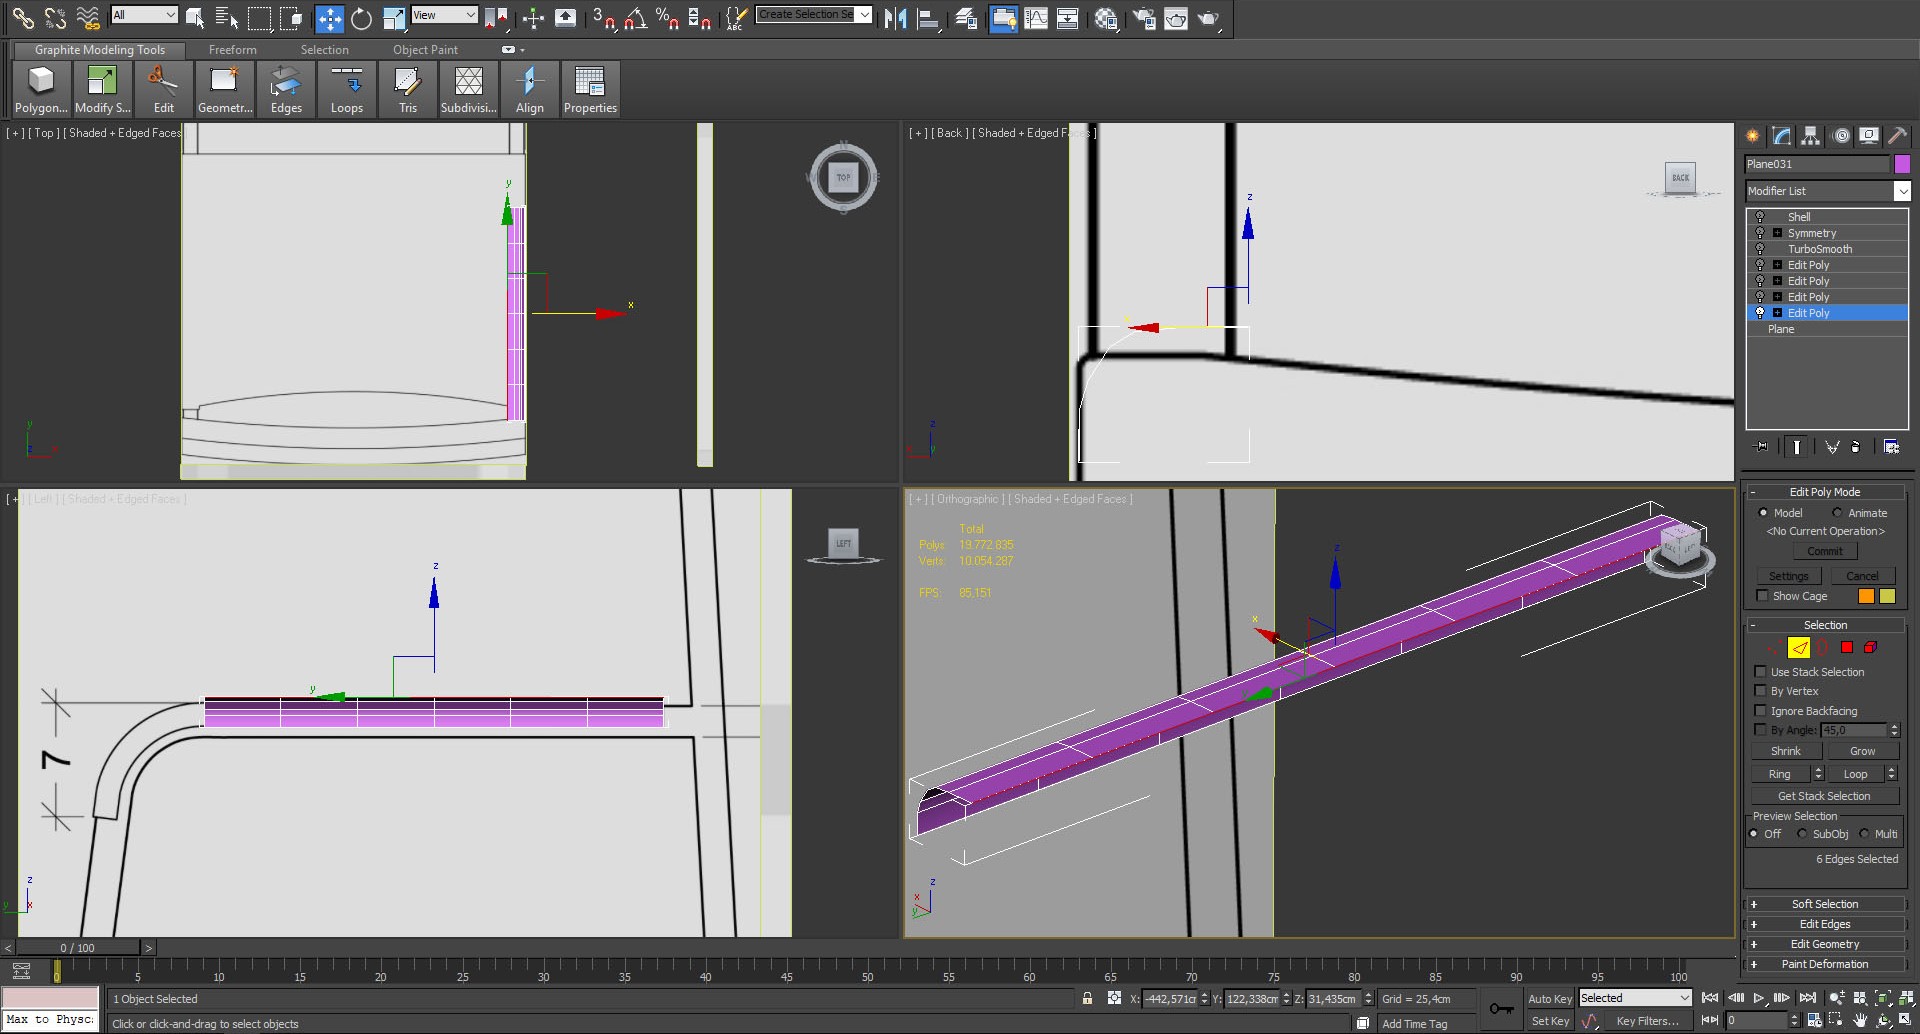 All
View
Create Selection Se
Graphite Modeling Tools
Freeform
Selection
Object Paint
Polygon...
Modify S...
Edit
Geometr...
Edges
Loops
Tris
Subdivisi...
Align
Properties
[ + ] [ Top ] [ Shaded + Edged Faces
TOP
[ + ] [ Back ] [ Shaded + Edged Faces ]
BACK
Plane031
Modifier List
Shell
Symmetry
TurboSmooth
Edit Poly
Edit Poly
Edit Poly
Edit Poly
Plane
[ + ] [ Left ] [ Shaded + Edged Faces ]
LEFT
7
[ + ] [ Orthographic ] [ Shaded + Edged Faces ]
Total
Polys: 19.772.835
Verts: 10.054.287
FPS: 85,151
Edit Poly Mode
Model Animate
<No Current Operation>
Commit
Settings Cancel
Show Cage
Selection
Use Stack Selection
By Vertex
Ignore Backfacing
By Angle: 45,0
Shrink Grow
Ring Loop
Get Stack Selection
Preview Selection
Off SubObj Multi
6 Edges Selected
Soft Selection
Edit Edges
Edit Geometry
Paint Deformation
< 0 / 100 >
0 5 10 15 20 25 30 35 40 45 50 55 60 65 70 75 80 85 90 95 100
1 Object Selected
X: -442,571cm Y: 122,338cm Z: 31,435cm Grid = 25,4cm
Auto Key Selected
Max to Physc:
Click or click-and-drag to select objects
Add Time Tag
Set Key Key Filters... 0